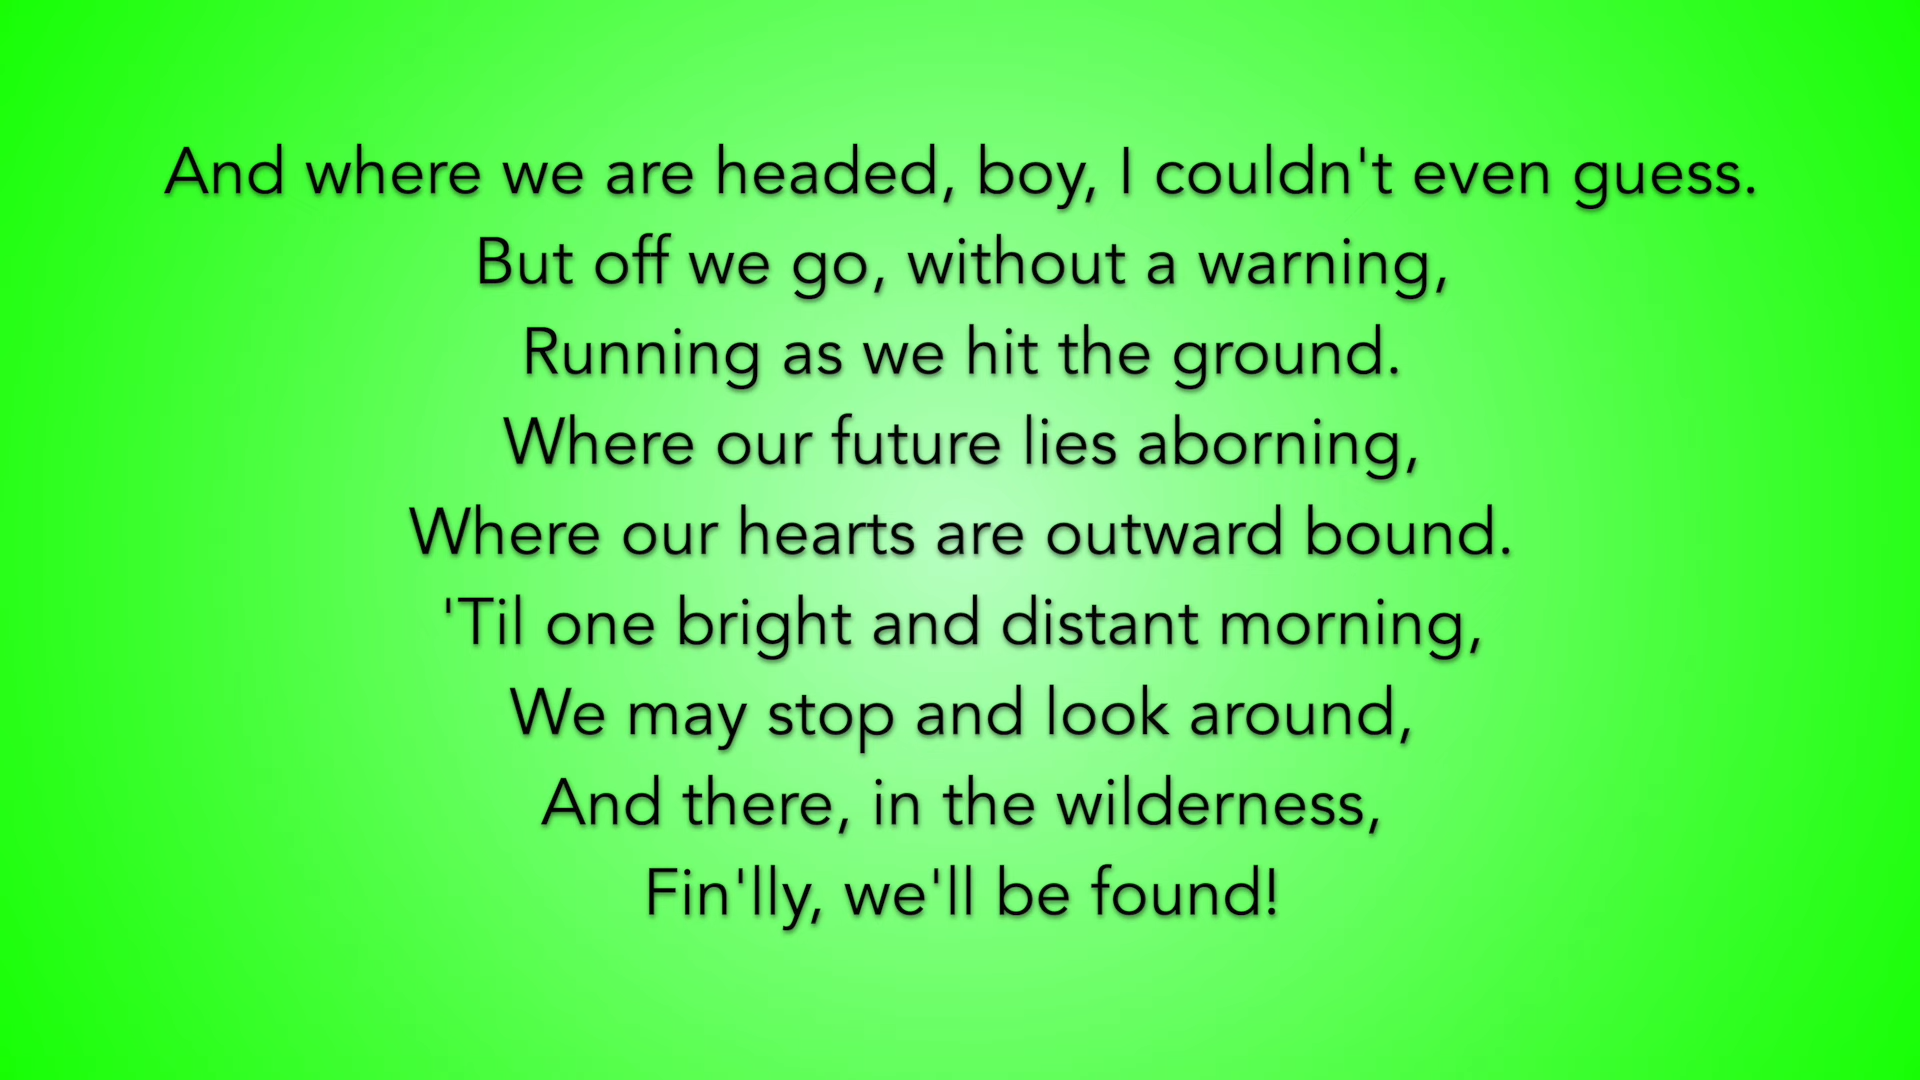 And where we are headed, boy, I couldn't even guess.
But off we go, without a warning,
Running as we hit the ground.
Where our future lies aborning,
Where our hearts are outward bound.
'Til one bright and distant morning,
We may stop and look around,
And there, in the wilderness,
Fin'lly, we'll be found!